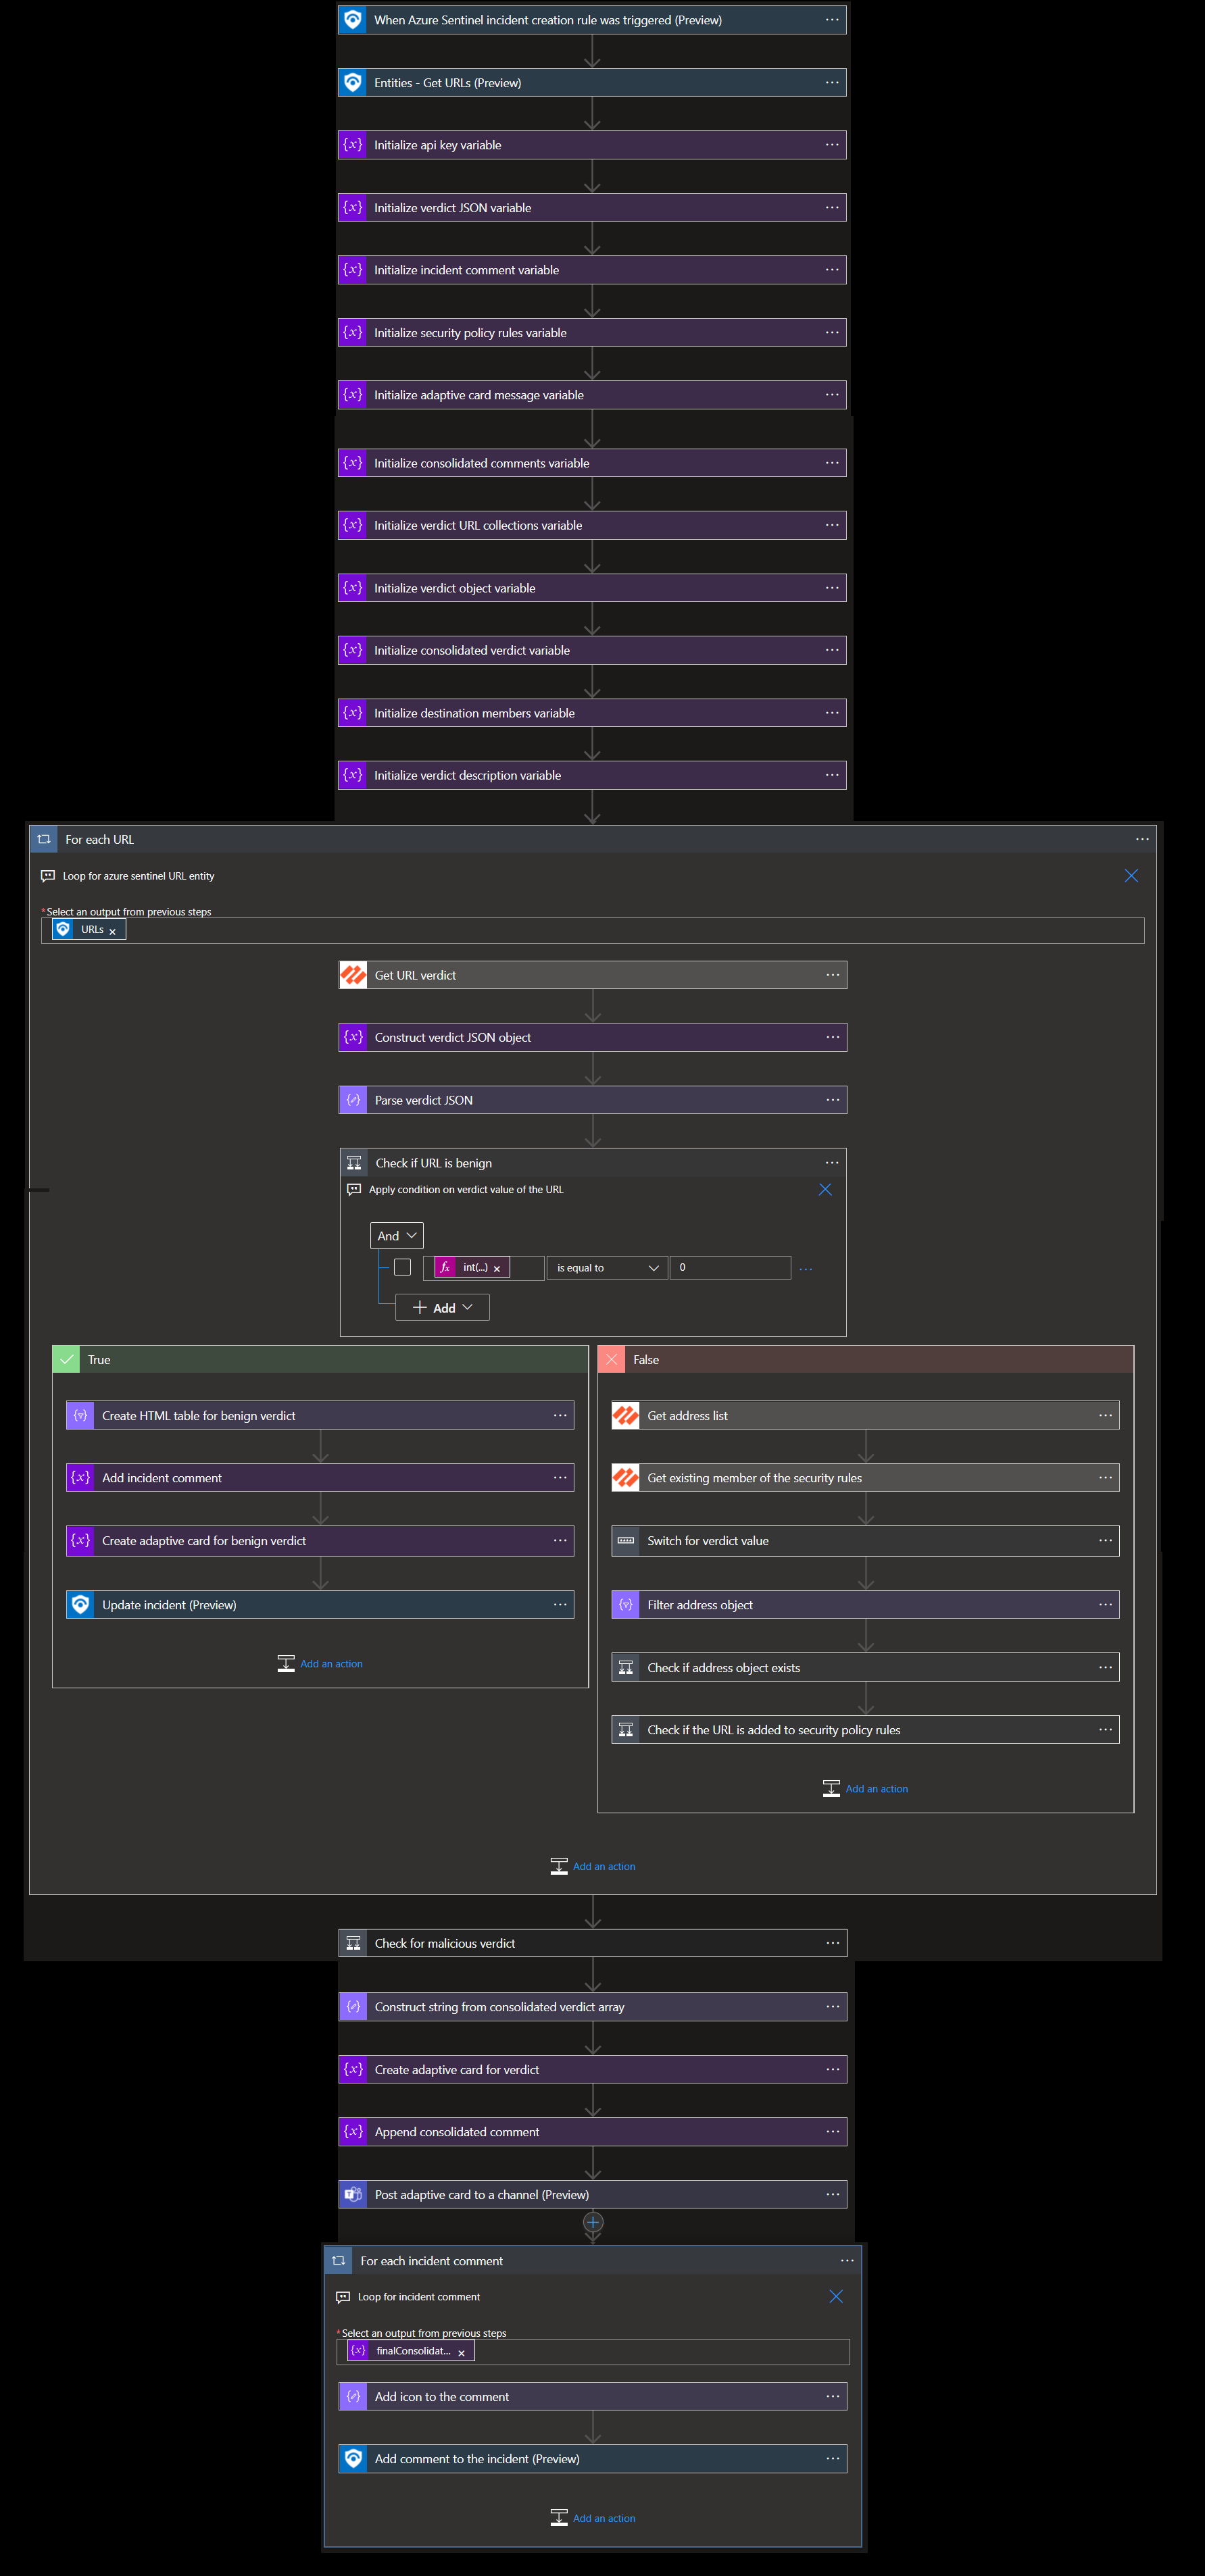 When Azure Sentinel incident creation rule was triggered (Preview)
Entities - Get URLs (Preview)
{x} Initialize api key variable
{x} Initialize verdict JSON variable
{x} Initialize incident comment variable
{x} Initialize security policy rules variable
{x} Initialize adaptive card message variable
{x} Initialize consolidated comments variable
{x} Initialize verdict URL collections variable
{x} Initialize verdict object variable
{x} Initialize consolidated verdict variable
{x} Initialize destination members variable
{x} Initialize verdict description variable
For each URL
Loop for azure sentinel URL entity
*Select an output from previous steps
URLs
Get URL verdict
{x} Construct verdict JSON object
Parse verdict JSON
Check if URL is benign
Apply condition on verdict value of the URL
And
fx int(...) is equal to 0
Add
True
Create HTML table for benign verdict
{x} Add incident comment
{x} Create adaptive card for benign verdict
Update incident (Preview)
Add an action
False
Get address list
Get existing member of the security rules
Switch for verdict value
Filter address object
Check if address object exists
Check if the URL is added to security policy rules
Add an action
Add an action
Check for malicious verdict
Construct string from consolidated verdict array
{x} Create adaptive card for verdict
{x} Append consolidated comment
Post adaptive card to a channel (Preview)
For each incident comment
Loop for incident comment
*Select an output from previous steps
{x} finalConsolidat...
Add icon to the comment
Add comment to the incident (Preview)
Add an action